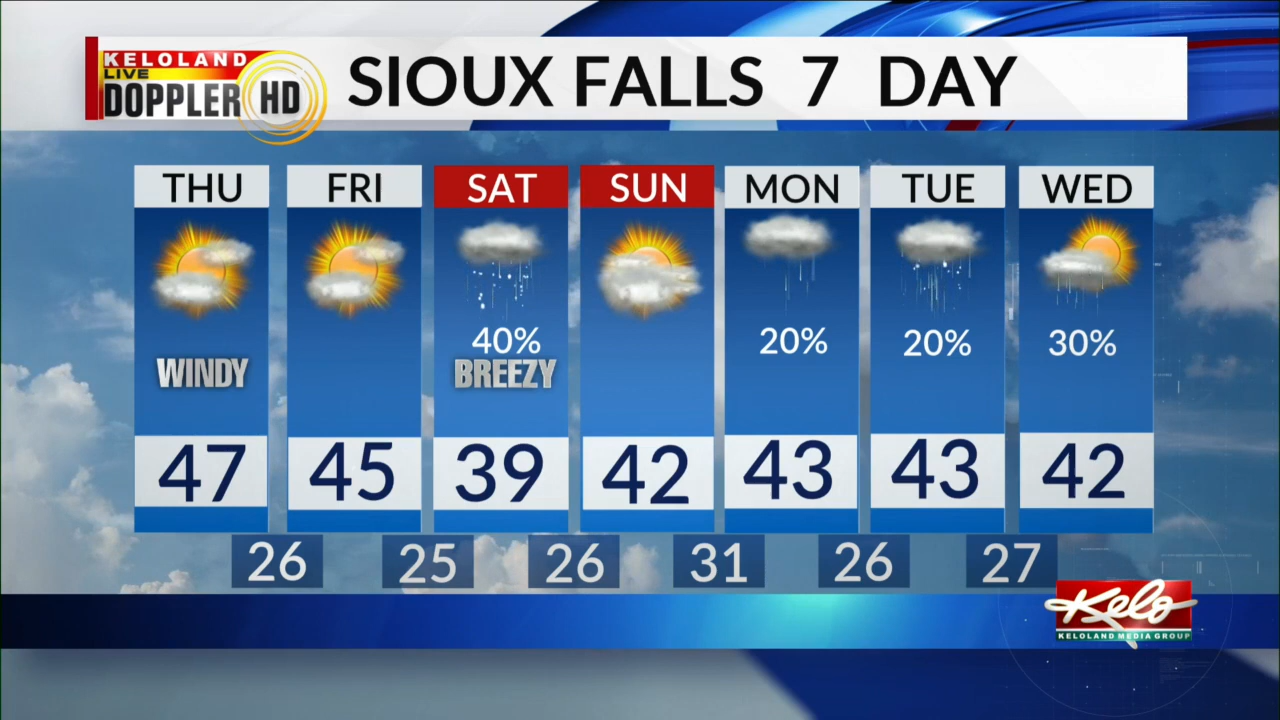 KELOLAND
LIVE
DOPPLER HD
SIOUX FALLS 7 DAY
THU FRI SAT SUN MON TUE WED
40% 20% 20% 30%
WINDY BREEZY
47 45 39 42 43 43 42
26 25 26 31 26 27
Kelo
KELOLAND MEDIA GROUP